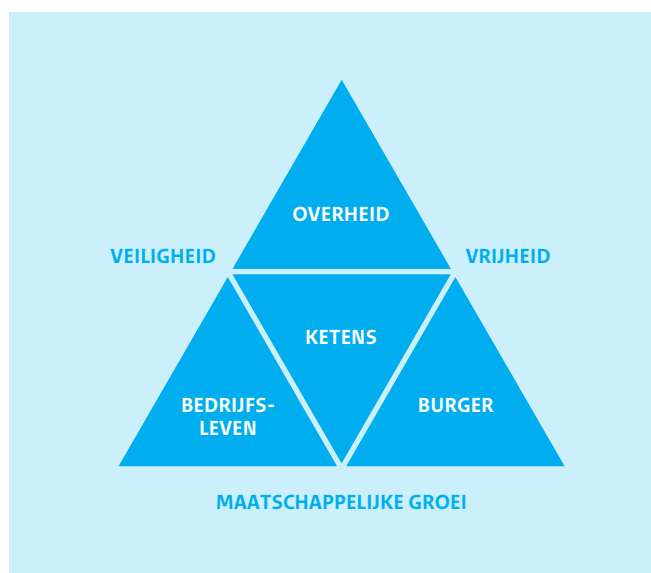 OVERHEID
VEILIGHEID
VRIJHEID
KETENS
BEDRIJFS-
LEVEN
BURGER
MAATSCHAPPELIJKE GROEI